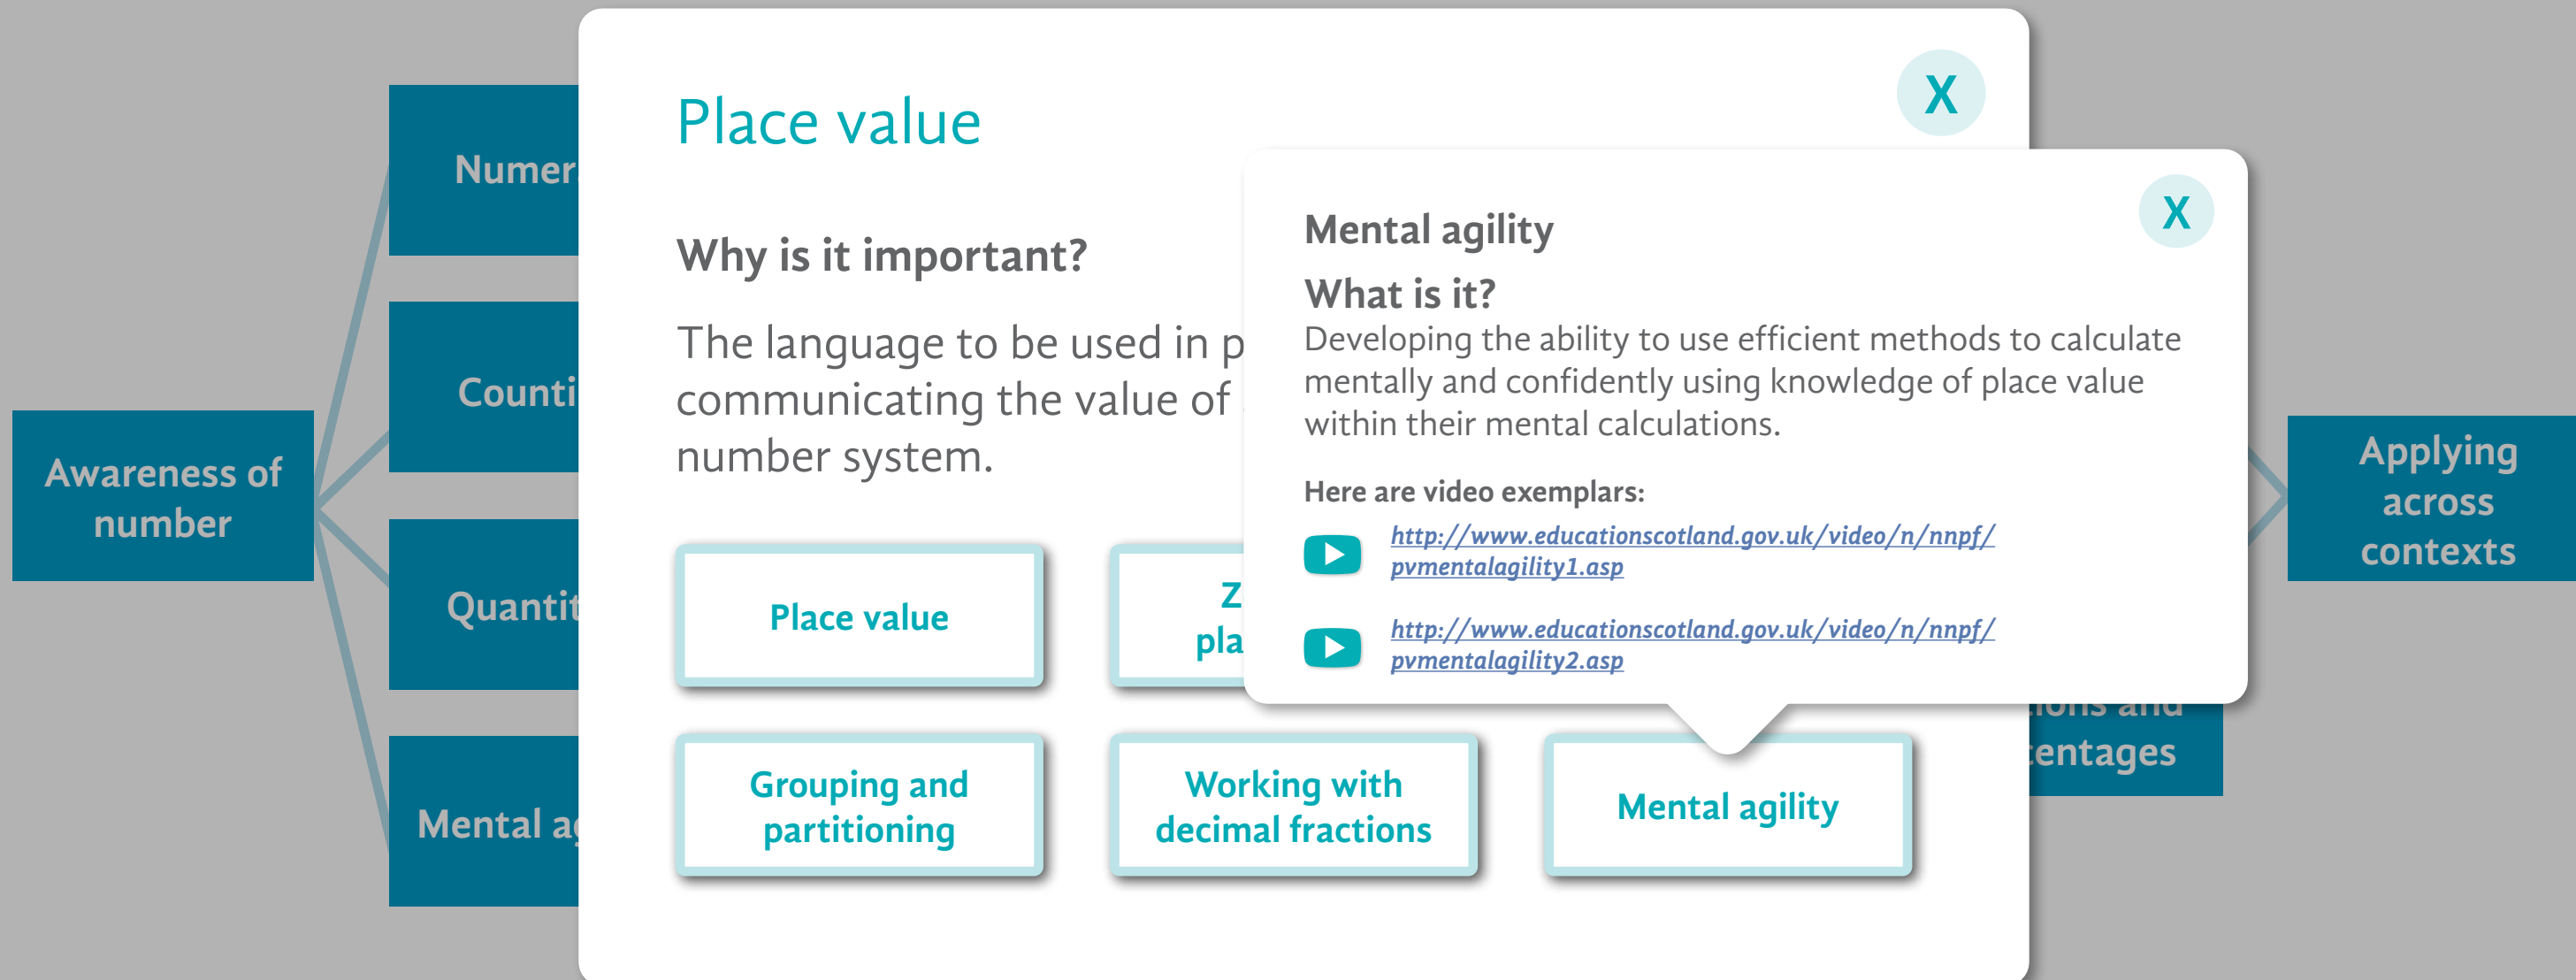 Awareness of
number
Mental
Place value
X
Why is it important?
The language to be used in
communicating the value of
number system.
Place value
Grouping and
partitioning
Working with
decimal fractions
Mental agility
X
Mental agility
What is it?
Developing the ability to use efficient methods to calculate
mentally and confidently using knowledge of place value
within their mental calculations.
Here are video exemplars:
http://www.educationscotland.gov.uk/video/n/nnpf/
pvmentalagility1.asp
http://www.educationscotland.gov.uk/video/n/nnpf/
pvmentalagility2.asp
and
Applying
across
contexts